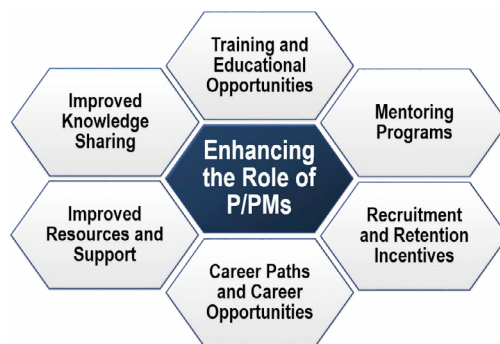 Training and
Educational
Opportunities
Improved
Knowledge
Sharing
Mentoring
Programs
Enhancing
the Role of
P/PMs
Improved
Resources and
Support
Recruitment
and Retention
Incentives
Career Paths
and Career
Opportunities